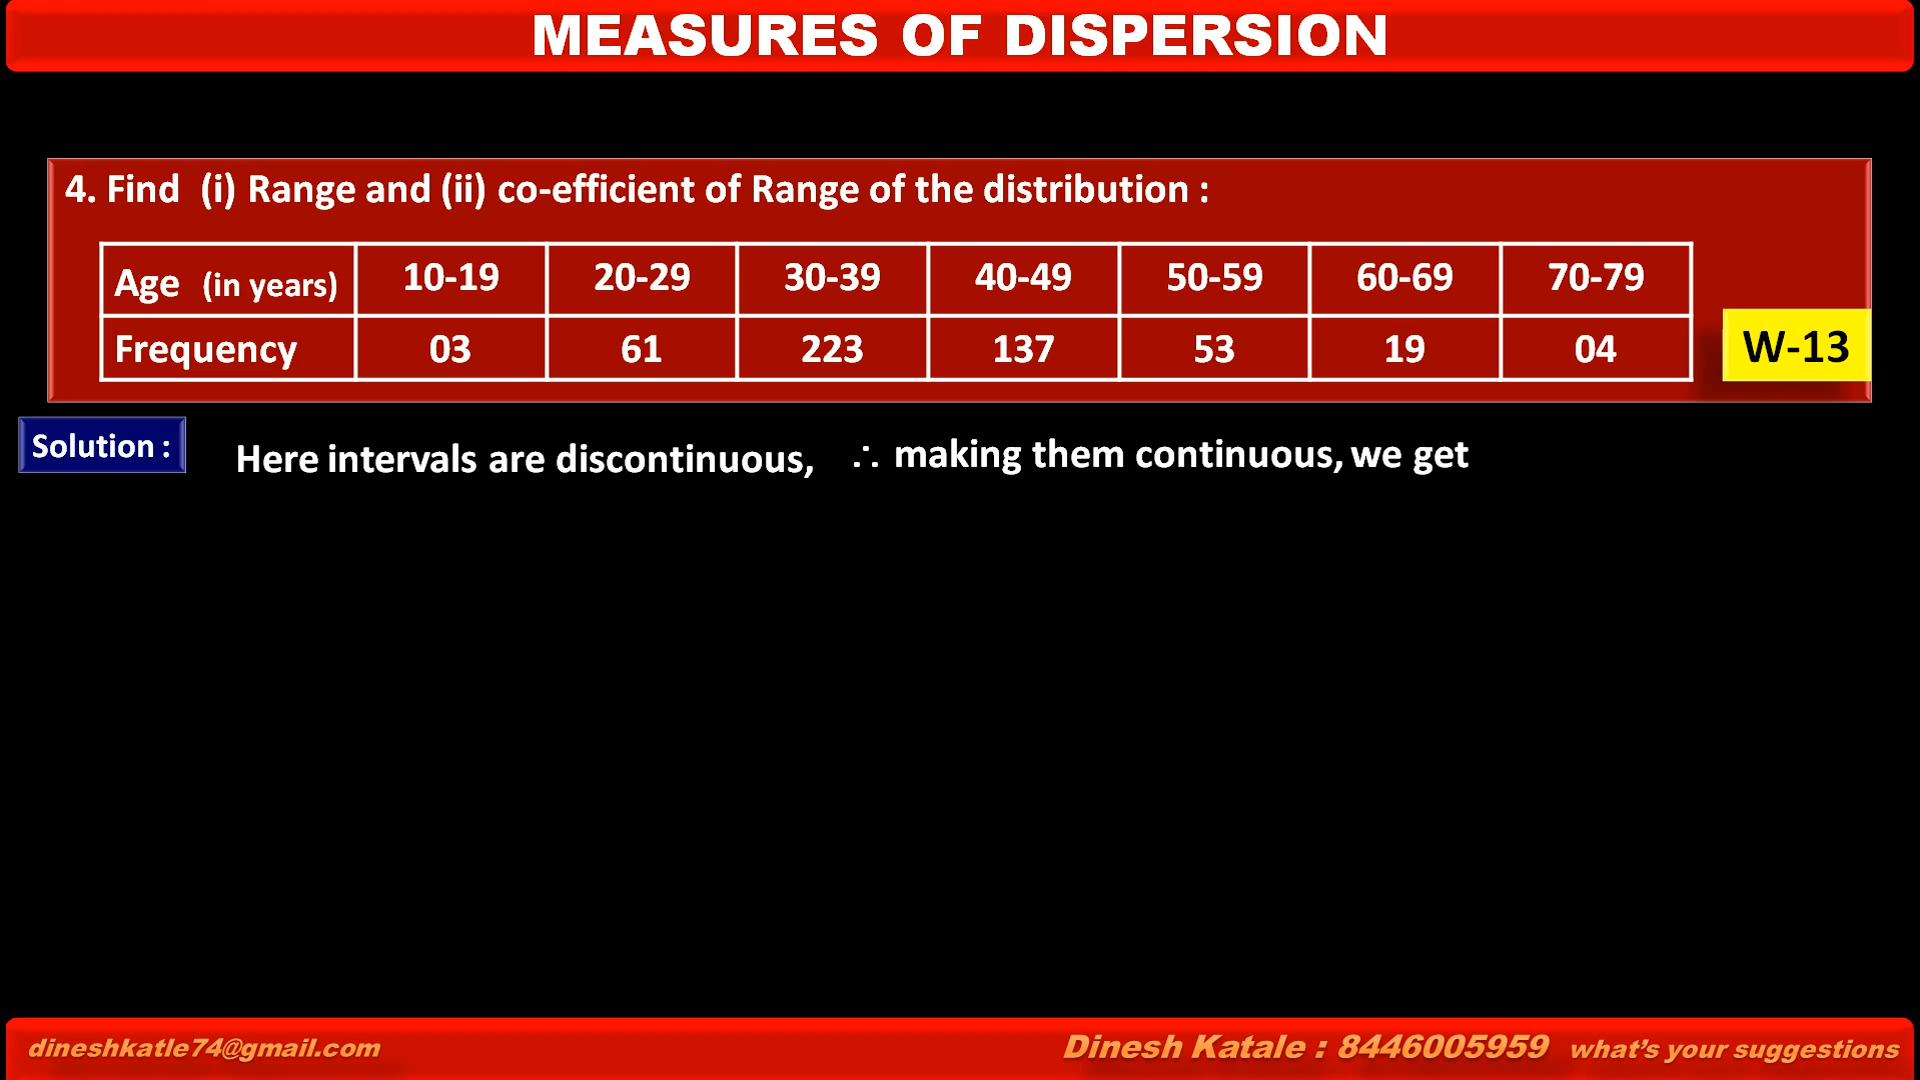 MEASURES OF DISPERSION
4. Find (i) Range and (ii) co-efficient of Range of the distribution :
Age (in years) 10-19 20-29 30-39 40-49 50-59 60-69 70-79
Frequency 03 61 223 137 53 19 04
W-13
Solution : Here intervals are discontinuous, ∴ making them continuous, we get
dineshkatle74@gmail.com Dinesh Katale : 8446005959 what's your suggestions